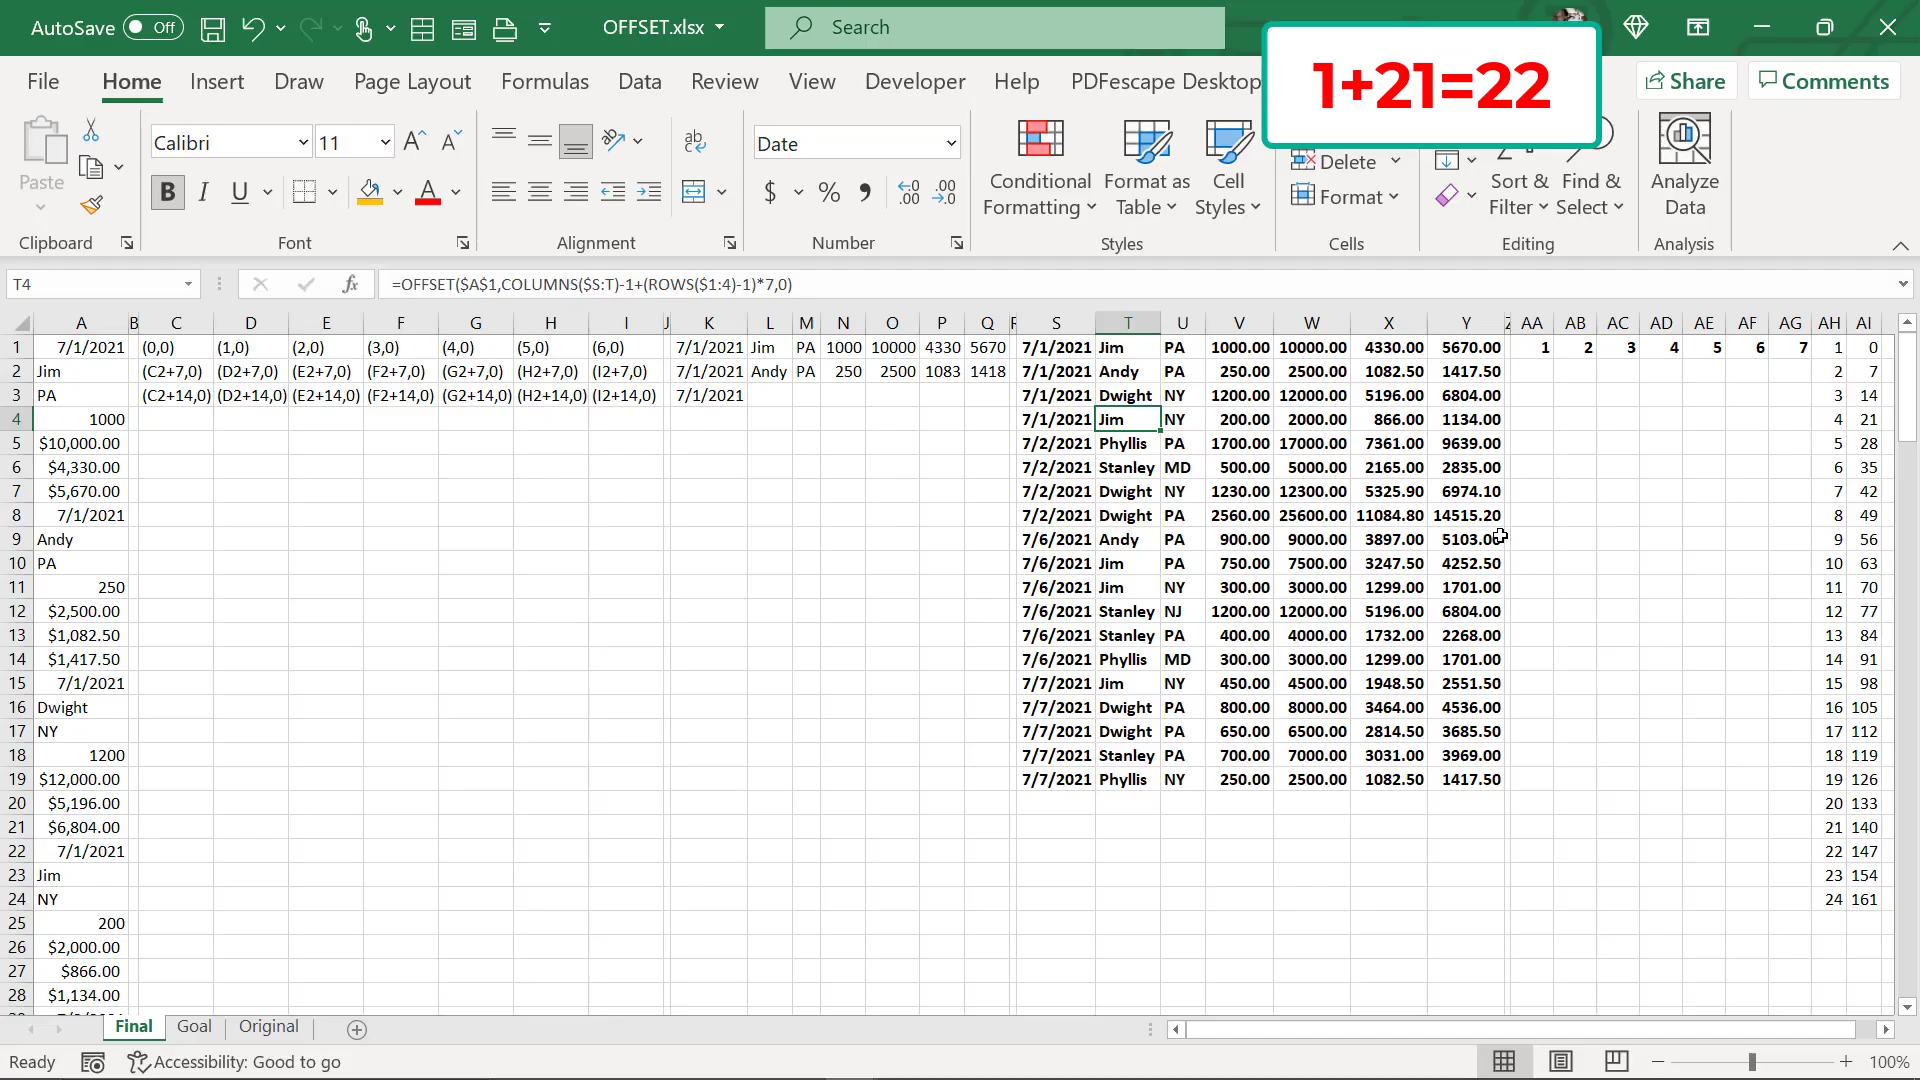 AutoSave Off OFFSET.xlsx Search
1+21=22
File Home Insert Draw Page Layout Formulas Data Review View Developer Help PDFescape Desktop Share Comments
Paste Calibri 11 Date Conditional Formatting Format as Table Cell Styles Delete Format Sort & Filter Find & Select Analyze Data
Clipboard Font Alignment Number Styles Cells Editing Analysis
T4 fx =OFFSET($A$1,COLUMNS($S:T)-1+(ROWS($1:4)-1)*7,0)
A B C D E F G H I J K L M N O P Q S T U V W X Y Z AA AB AC AD AE AF AG AH AI
1 7/1/2021 (0,0) (1,0) (2,0) (3,0) (4,0) (5,0) (6,0) 7/1/2021 Jim PA 1000 10000 4330 5670 7/1/2021 Jim PA 1000.00 10000.00 4330.00 5670.00 1 2 3 4 5 6 7 1 0
2 Jim (C2+7,0) (D2+7,0) (E2+7,0) (F2+7,0) (G2+7,0) (H2+7,0) (I2+7,0) 7/1/2021 Andy PA 250 2500 1083 1418 7/1/2021 Andy PA 250.00 2500.00 1082.50 1417.50 2 7
3 PA (C2+14,0) (D2+14,0) (E2+14,0) (F2+14,0) (G2+14,0) (H2+14,0) (I2+14,0) 7/1/2021 7/1/2021 Dwight NY 1200.00 12000.00 5196.00 6804.00 3 14
4 1000 7/1/2021 Jim NY 200.00 2000.00 866.00 1134.00 4 21
5 $10,000.00 7/2/2021 Phyllis PA 1700.00 17000.00 7361.00 9639.00 5 28
6 $4,330.00 7/2/2021 Stanley MD 500.00 5000.00 2165.00 2835.00 6 35
7 $5,670.00 7/2/2021 Dwight NY 1230.00 12300.00 5325.90 6974.10 7 42
8 7/1/2021 7/2/2021 Dwight PA 2560.00 25600.00 11084.80 14515.20 8 49
9 Andy 7/6/2021 Andy PA 900.00 9000.00 3897.00 5103.00 9 56
10 PA 7/6/2021 Jim PA 750.00 7500.00 3247.50 4252.50 10 63
11 250 7/6/2021 Jim NY 300.00 3000.00 1299.00 1701.00 11 70
12 $2,500.00 7/6/2021 Stanley NJ 1200.00 12000.00 5196.00 6804.00 12 77
13 $1,082.50 7/6/2021 Stanley PA 400.00 4000.00 1732.00 2268.00 13 84
14 $1,417.50 7/6/2021 Phyllis MD 300.00 3000.00 1299.00 1701.00 14 91
15 7/1/2021 7/7/2021 Jim NY 450.00 4500.00 1948.50 2551.50 15 98
16 Dwight 7/7/2021 Dwight PA 800.00 8000.00 3464.00 4536.00 16 105
17 NY 7/7/2021 Dwight PA 650.00 6500.00 2814.50 3685.50 17 112
18 1200 7/7/2021 Stanley PA 700.00 7000.00 3031.00 3969.00 18 119
19 $12,000.00 7/7/2021 Phyllis NY 250.00 2500.00 1082.50 1417.50 19 126
20 $5,196.00 20 133
21 $6,804.00 21 140
22 7/1/2021 22 147
23 Jim 23 154
24 NY 24 161
25 200
26 $2,000.00
27 $866.00
28 $1,134.00
Final Goal Original
Ready Accessibility: Good to go 100%